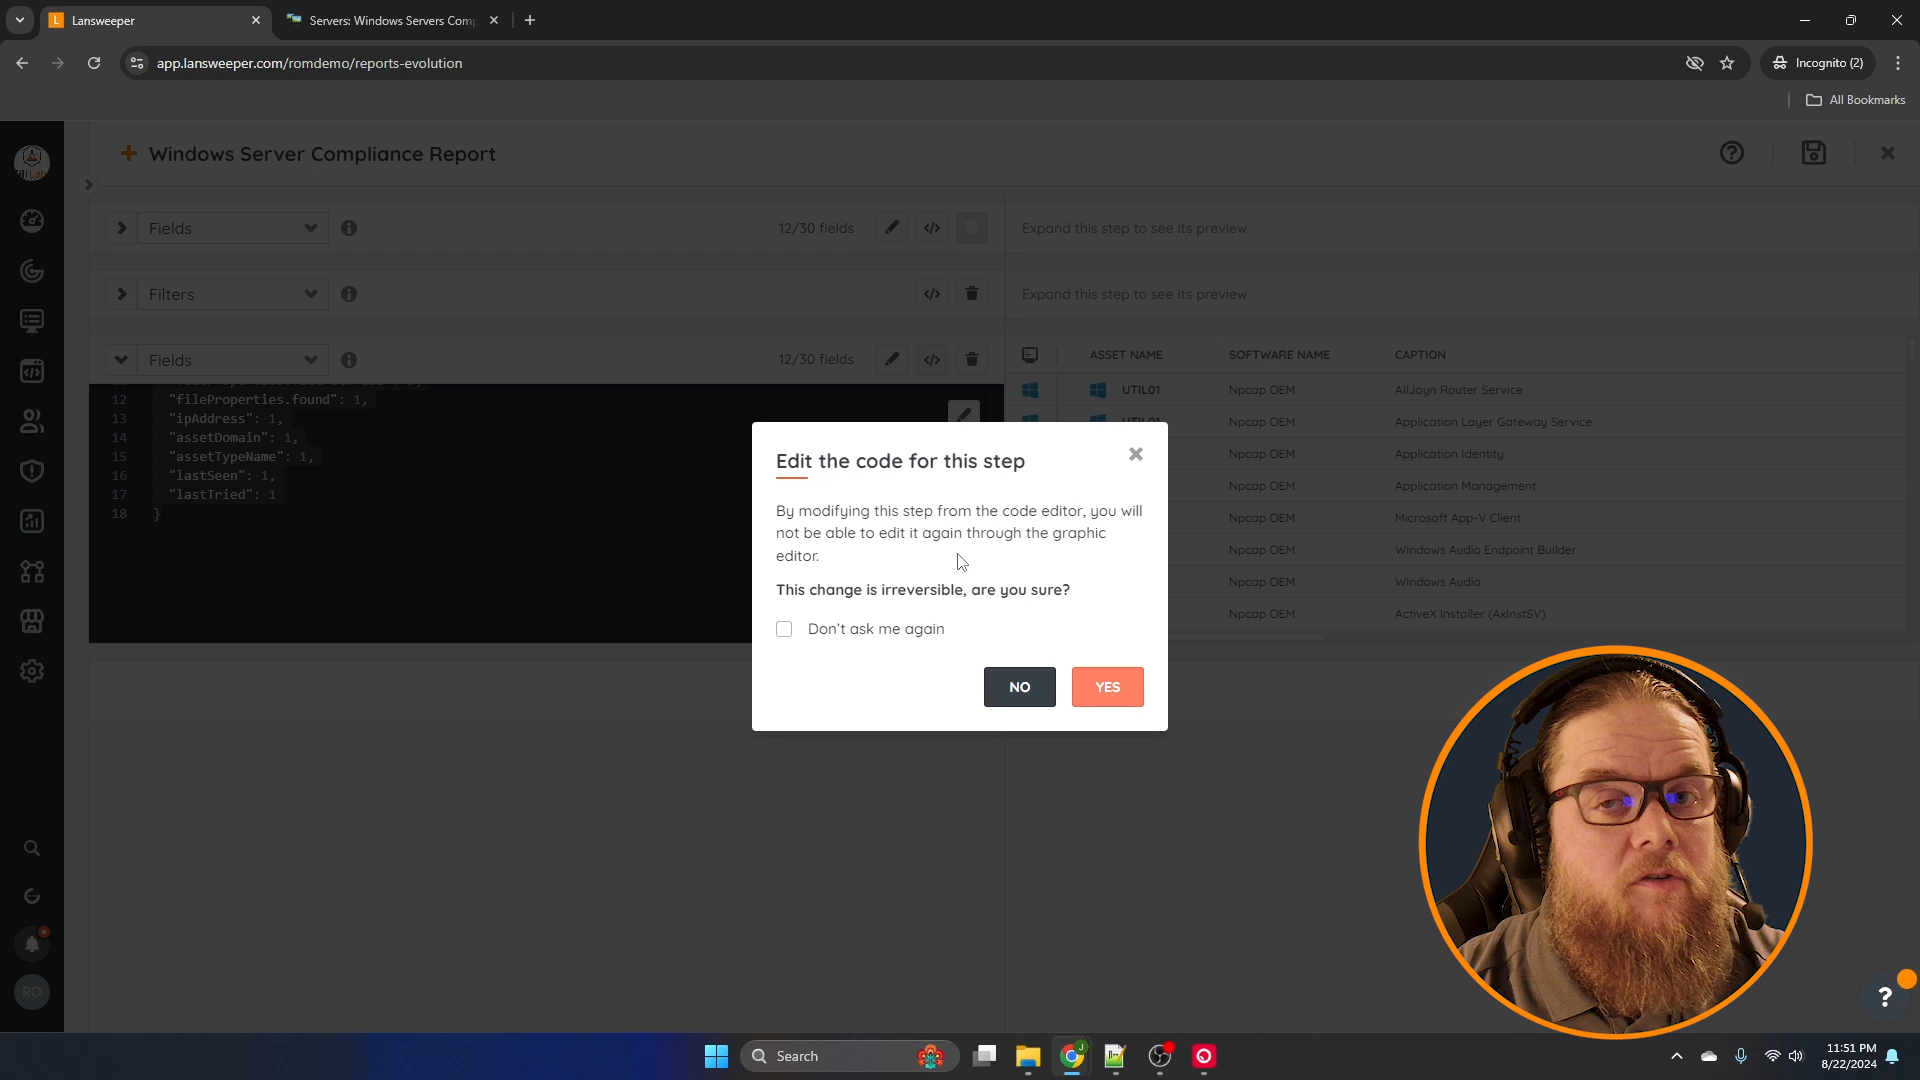 Lansweeper
Servers: Windows Servers Comp
app.lansweeper.com/romdemo/reports-evolution
Incognito (2)
All Bookmarks
Windows Server Compliance Report
Fields
12/30 fields
Expand this step to see its preview
Filters
Expand this step to see its preview
Fields
12/30 fields
ASSET NAME
SOFTWARE NAME
CAPTION
12 "fileProperties.found": 1,
13 "ipAddress": 1,
14 "assetDomain": 1,
15 "assetTypeName": 1,
16 "lastSeen": 1,
17 "lastTried": 1
18 }
UTIL01 Npcap OEM AllJoyn Router Service
UTIL01 Npcap OEM Application Layer Gateway Service
Npcap OEM Application Identity
Npcap OEM Application Management
Npcap OEM Microsoft App-V Client
Npcap OEM Windows Audio Endpoint Builder
Npcap OEM Windows Audio
Npcap OEM ActiveX Installer (AxInstSV)
Edit the code for this step
By modifying this step from the code editor, you will
not be able to edit it again through the graphic
editor.
This change is irreversible, are you sure?
Don't ask me again
NO
YES
RO
?
Search
11:51 PM
8/22/2024